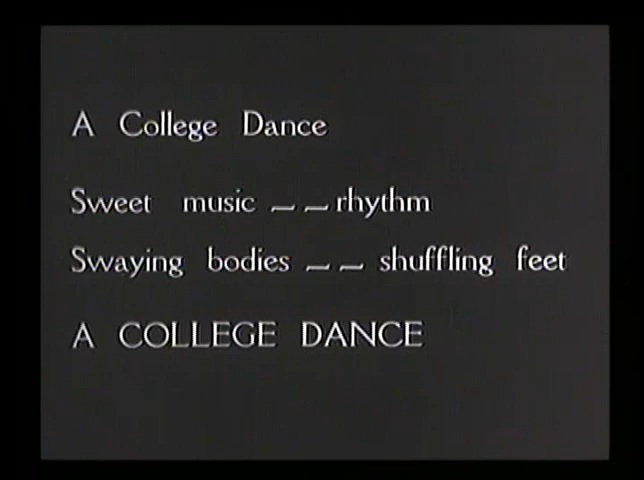 A College Dance
Sweet music _ _ rhythm
Swaying bodies _ _ shuffling feet
A COLLEGE DANCE